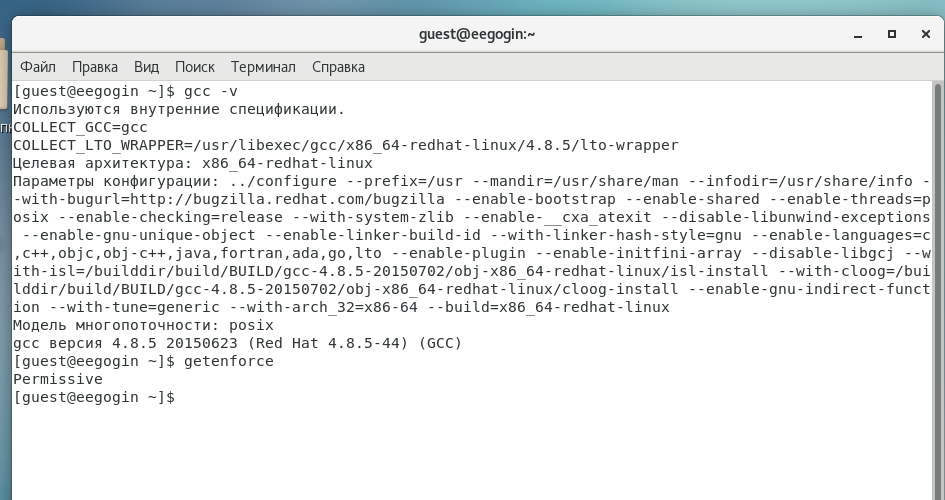 guest@eegogin:~
Файл Правка Вид Поиск Терминал Справка
[guest@eegogin ~]$ gcc -v
Используются внутренние спецификации.
COLLECT_GCC=gcc
COLLECT_LTO_WRAPPER=/usr/libexec/gcc/x86_64-redhat-linux/4.8.5/lto-wrapper
Целевая архитектура: x86_64-redhat-linux
Параметры конфигурации: ../configure --prefix=/usr --mandir=/usr/share/man --infodir=/usr/share/info -
-with-bugurl=http://bugzilla.redhat.com/bugzilla --enable-bootstrap --enable-shared --enable-threads=p
osix --enable-checking=release --with-system-zlib --enable-__cxa_atexit --disable-libunwind-exceptions
 --enable-gnu-unique-object --enable-linker-build-id --with-linker-hash-style=gnu --enable-languages=c
,c++,objc,obj-c++,java,fortran,ada,go,lto --enable-plugin --enable-initfini-array --disable-libgcj --w
ith-isl=/builddir/build/BUILD/gcc-4.8.5-20150702/obj-x86_64-redhat-linux/isl-install --with-cloog=/bui
lddir/build/BUILD/gcc-4.8.5-20150702/obj-x86_64-redhat-linux/cloog-install --enable-gnu-indirect-funct
ion --with-tune=generic --with-arch_32=x86-64 --build=x86_64-redhat-linux
Модель многопоточности: posix
gcc версия 4.8.5 20150623 (Red Hat 4.8.5-44) (GCC)
[guest@eegogin ~]$ getenforce
Permissive
[guest@eegogin ~]$